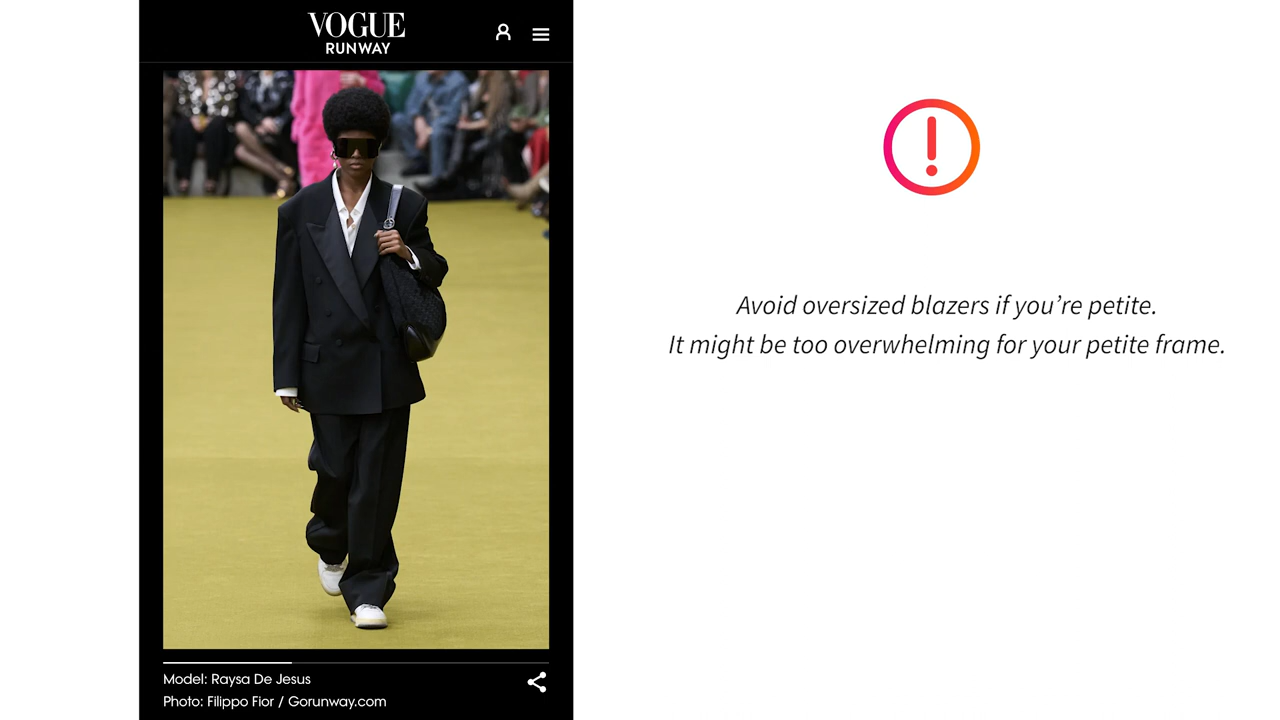 VOGUE
RUNWAY
Avoid oversized blazers if you’re petite.
It might be too overwhelming for your petite frame.
Model: Raysa De Jesus
Photo: Filippo Fior / Gorunway.com